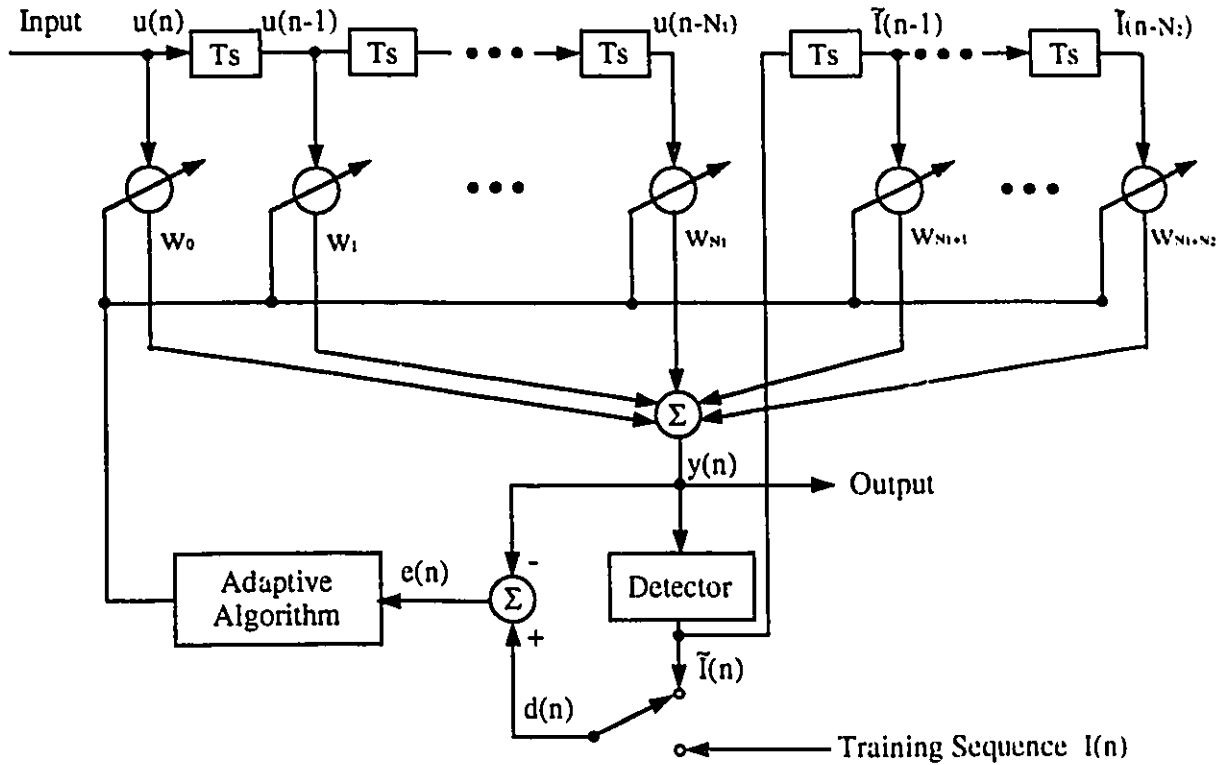 Input
u(n)
u(n-1)
u(n-N₁)
Ĩ(n-1)
Ĩ(n-N₂)
Ts
Ts
• • •
Ts
Ts
• • •
Ts
• • •
• • •
W₀
W₁
W_N₁
W_N₁+1
W_N₁+N₂
Σ
y(n)
Output
-
Adaptive
Algorithm
e(n)
Σ
Detector
+
Ĩ(n)
d(n)
Training Sequence I(n)